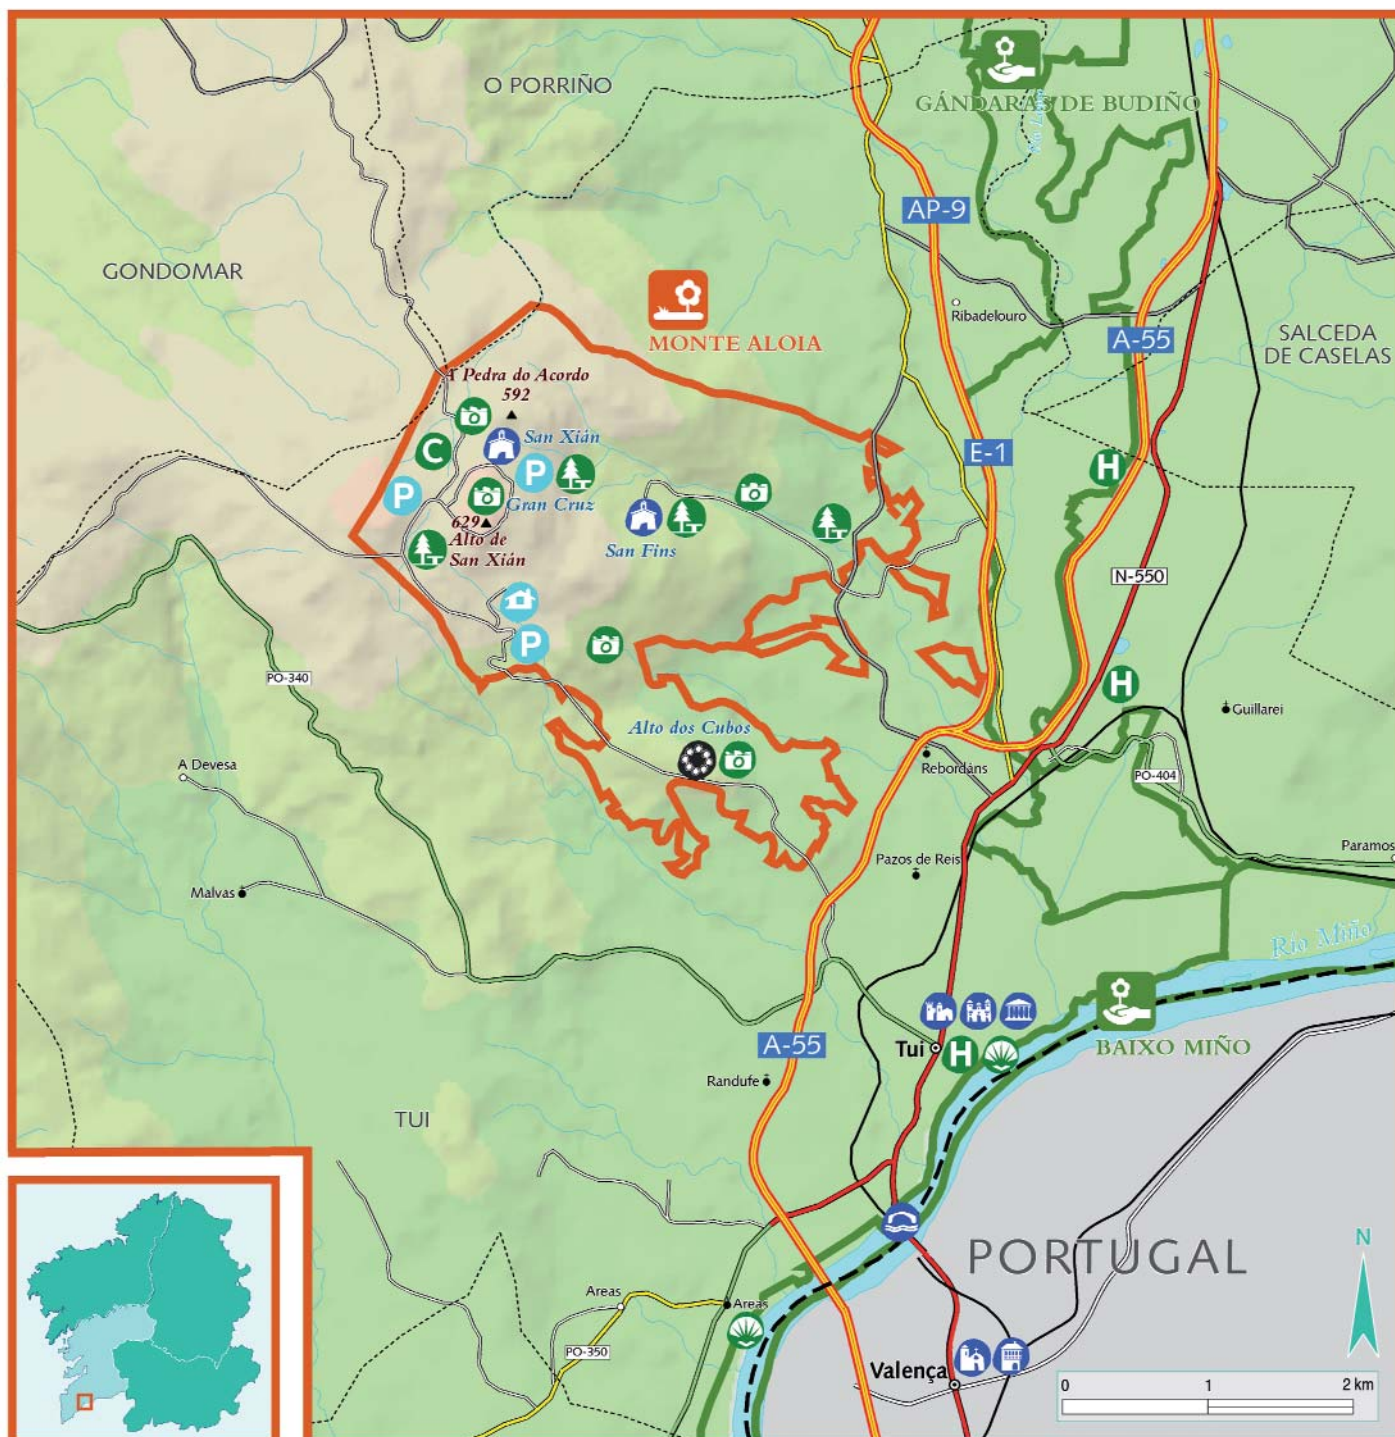 O PORRIÑO
GÁNDARAS DE BUDIÑO
AP-9
GONDOMAR
Ribadelouro
A-55
SALCEDA
DE CASELAS
MONTE ALOIA
A Pedra do Acordo
592
San Xián
C
E-1
H
P
P
Gran Cruz
629
Alto de
San Xián
San Fins
N-550
P
PO-340
H
Guillarei
Alto dos Cubos
A Devesa
Rebordáns
PO-404
Paramos
Pazos de Reis
Malvas
Río Miño
Tui
H
BAIXO MIÑO
A-55
Randufe
TUI
PORTUGAL
N
Areas
Areas
PO-350
Valença
0 1 2 km